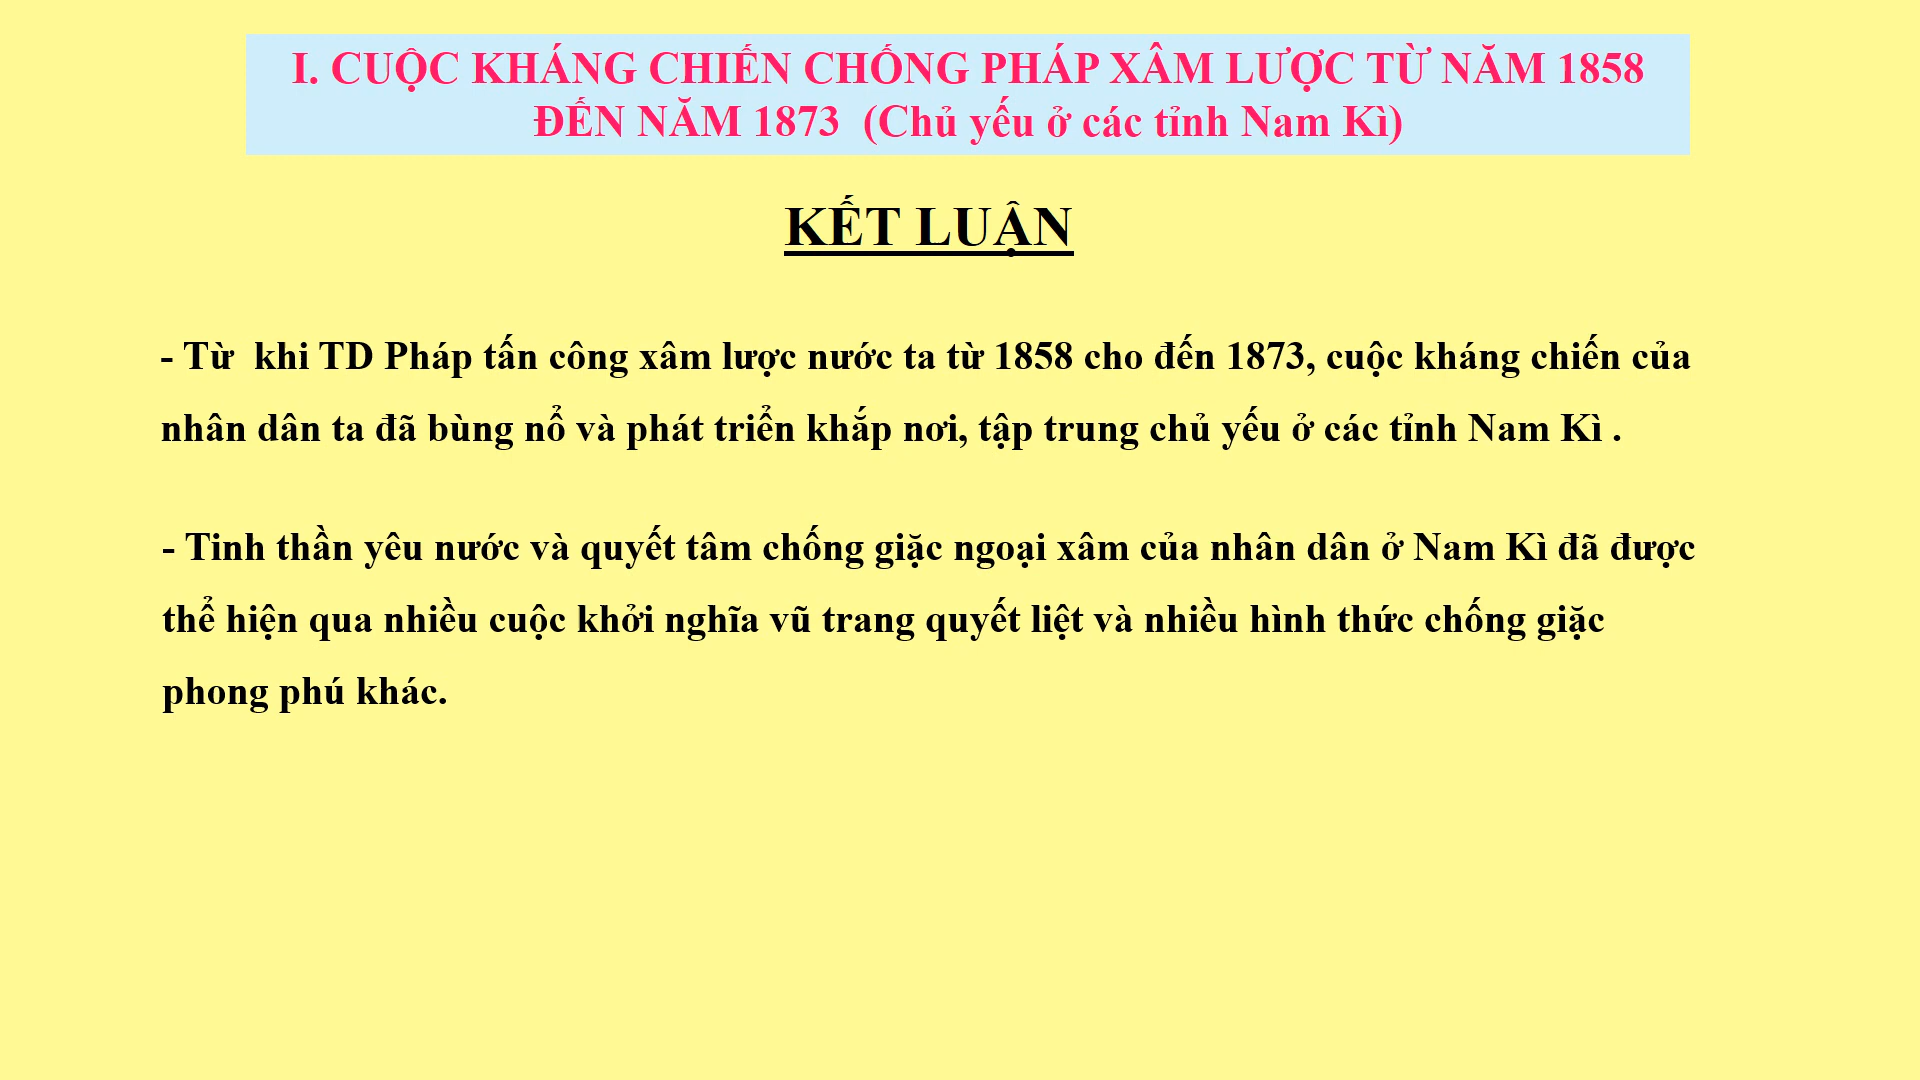 I. CUỘC KHÁNG CHIẾN CHỐNG PHÁP XÂM LƯỢC TỪ NĂM 1858
ĐẾN NĂM 1873 (Chủ yếu ở các tỉnh Nam Kì)
KẾT LUẬN
- Từ khi TD Pháp tấn công xâm lược nước ta từ 1858 cho đến 1873, cuộc kháng chiến của
nhân dân ta đã bùng nổ và phát triển khắp nơi, tập trung chủ yếu ở các tỉnh Nam Kì .
- Tinh thần yêu nước và quyết tâm chống giặc ngoại xâm của nhân dân ở Nam Kì đã được
thể hiện qua nhiều cuộc khởi nghĩa vũ trang quyết liệt và nhiều hình thức chống giặc
phong phú khác.